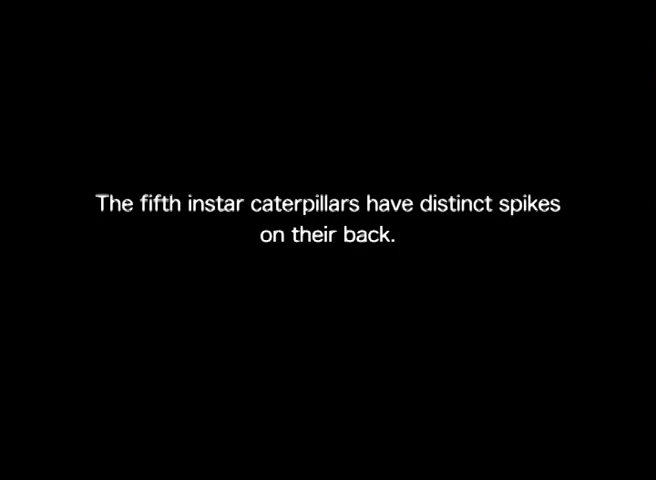 The fifth instar caterpillars have distinct spikes
on their back.